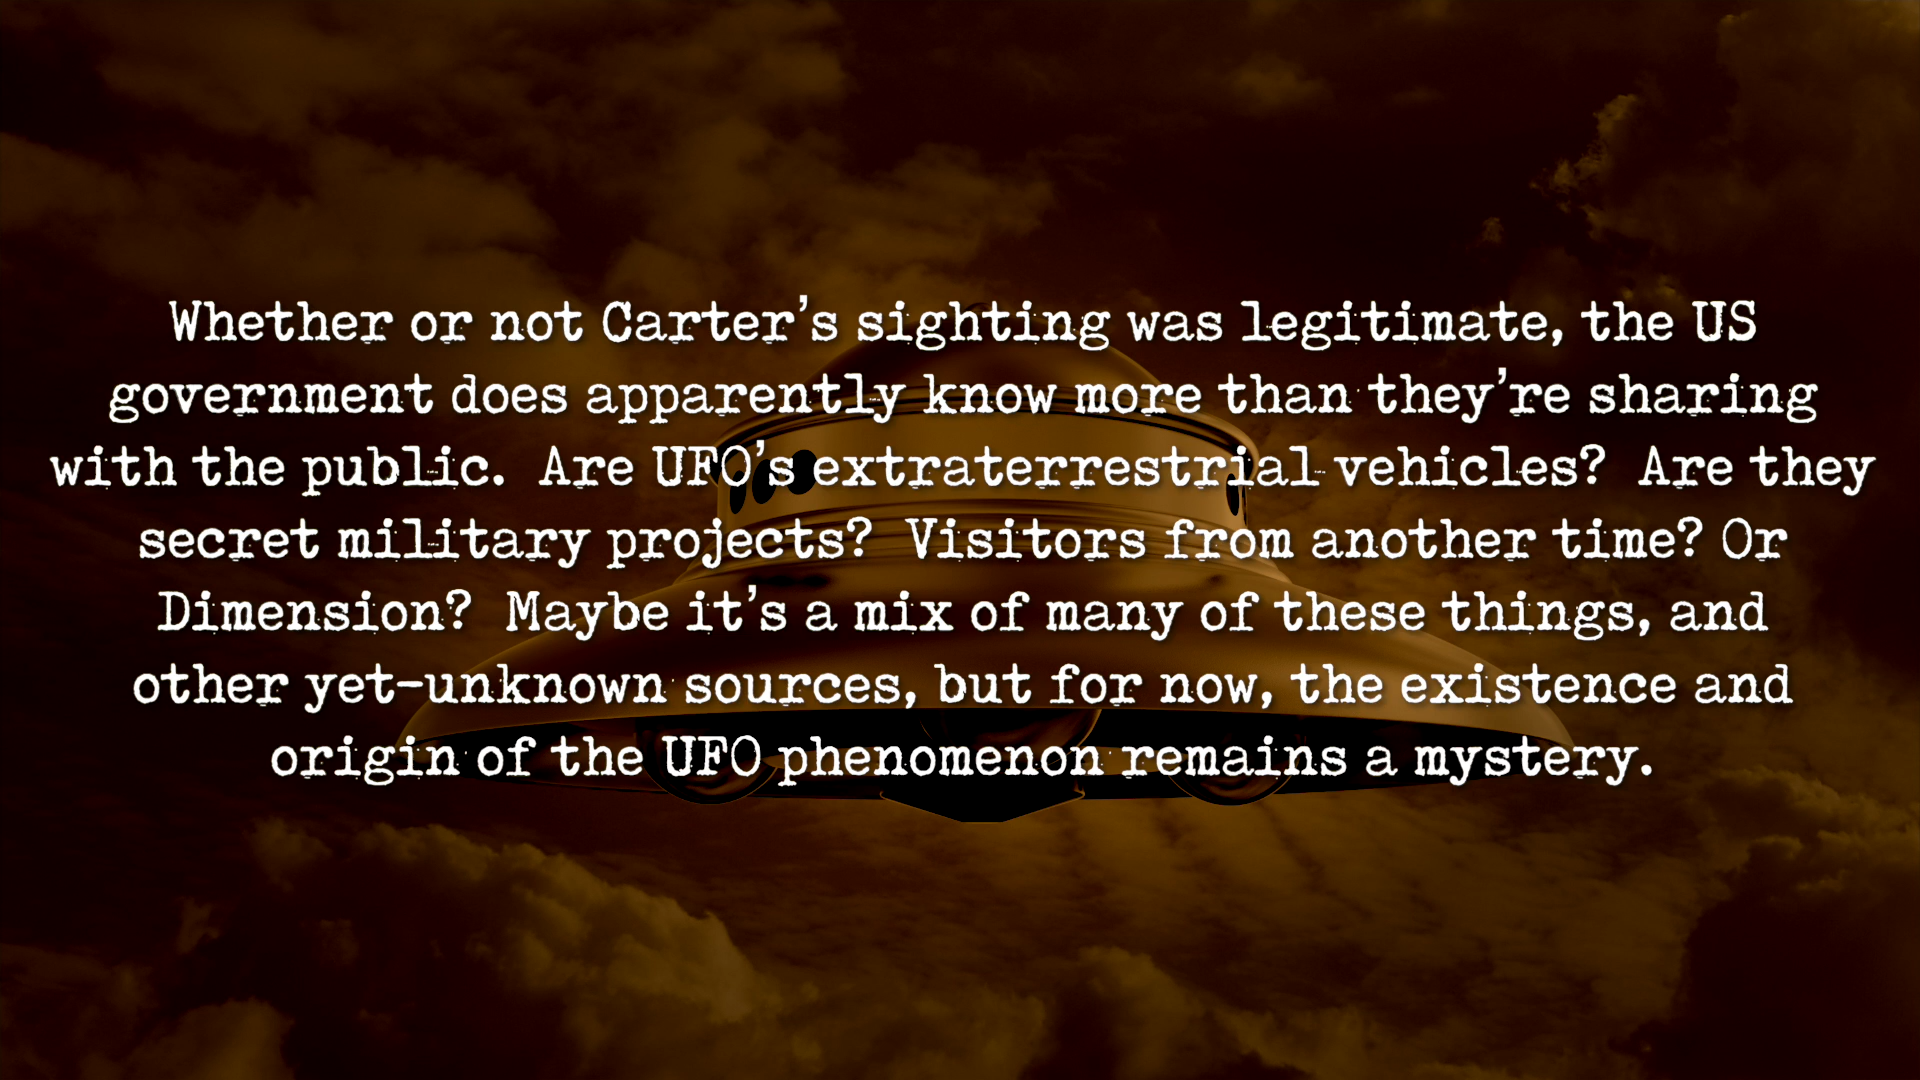 Whether or not Carter’s sighting was legitimate, the US
government does apparently know more than they’re sharing
with the public.  Are UFO’s extraterrestrial vehicles?  Are they
secret military projects?  Visitors from another time? Or
Dimension?  Maybe it’s a mix of many of these things, and
other yet-unknown sources, but for now, the existence and
origin of the UFO phenomenon remains a mystery.